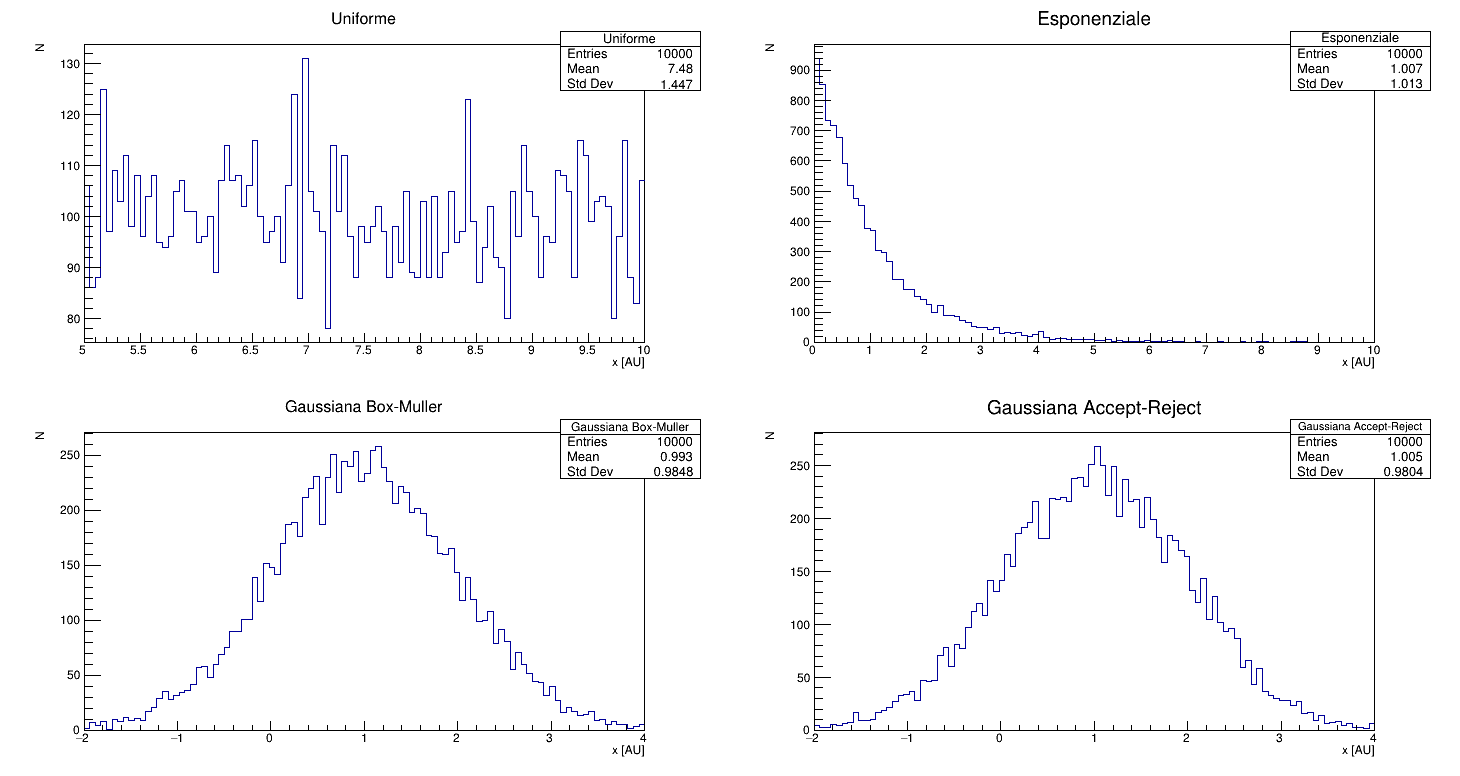 Uniforme
N
Uniforme
Entries 10000
Mean 7.48
Std Dev 1.447
130
120
110
100
90
80
5 5.5 6 6.5 7 7.5 8 8.5 9 9.5 10
x [AU]
Esponenziale
N
Esponenziale
Entries 10000
Mean 1.007
Std Dev 1.013
900
800
700
600
500
400
300
200
100
0
0 1 2 3 4 5 6 7 8 9 10
x [AU]
Gaussiana Box-Muller
N
Gaussiana Box-Muller
Entries 10000
Mean 0.993
Std Dev 0.9848
250
200
150
100
50
0
−2 −1 0 1 2 3 4
x [AU]
Gaussiana Accept-Reject
N
Gaussiana Accept-Reject
Entries 10000
Mean 1.005
Std Dev 0.9804
250
200
150
100
50
0
−2 −1 0 1 2 3 4
x [AU]